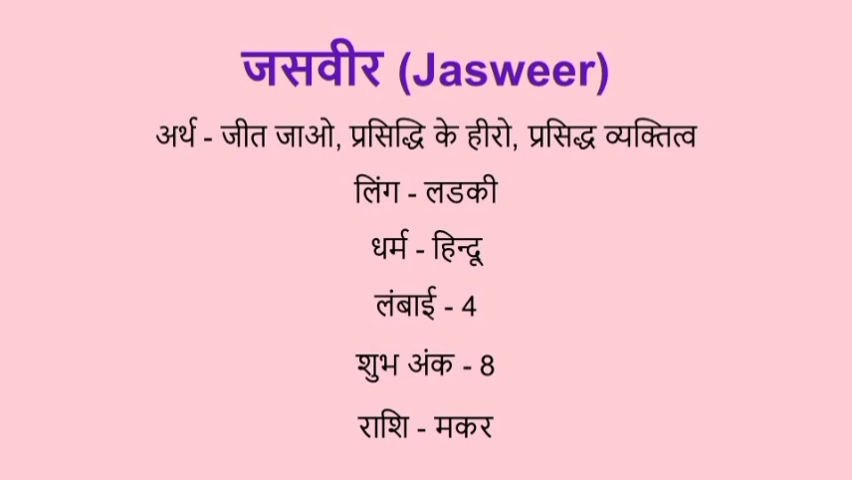 जसवीर (Jasweer)
अर्थ - जीत जाओ, प्रसिद्धि के हीरो, प्रसिद्ध व्यक्तित्व
लिंग - लडकी
धर्म - हिन्दू
लंबाई - 4
शुभ अंक - 8
राशि - मकर